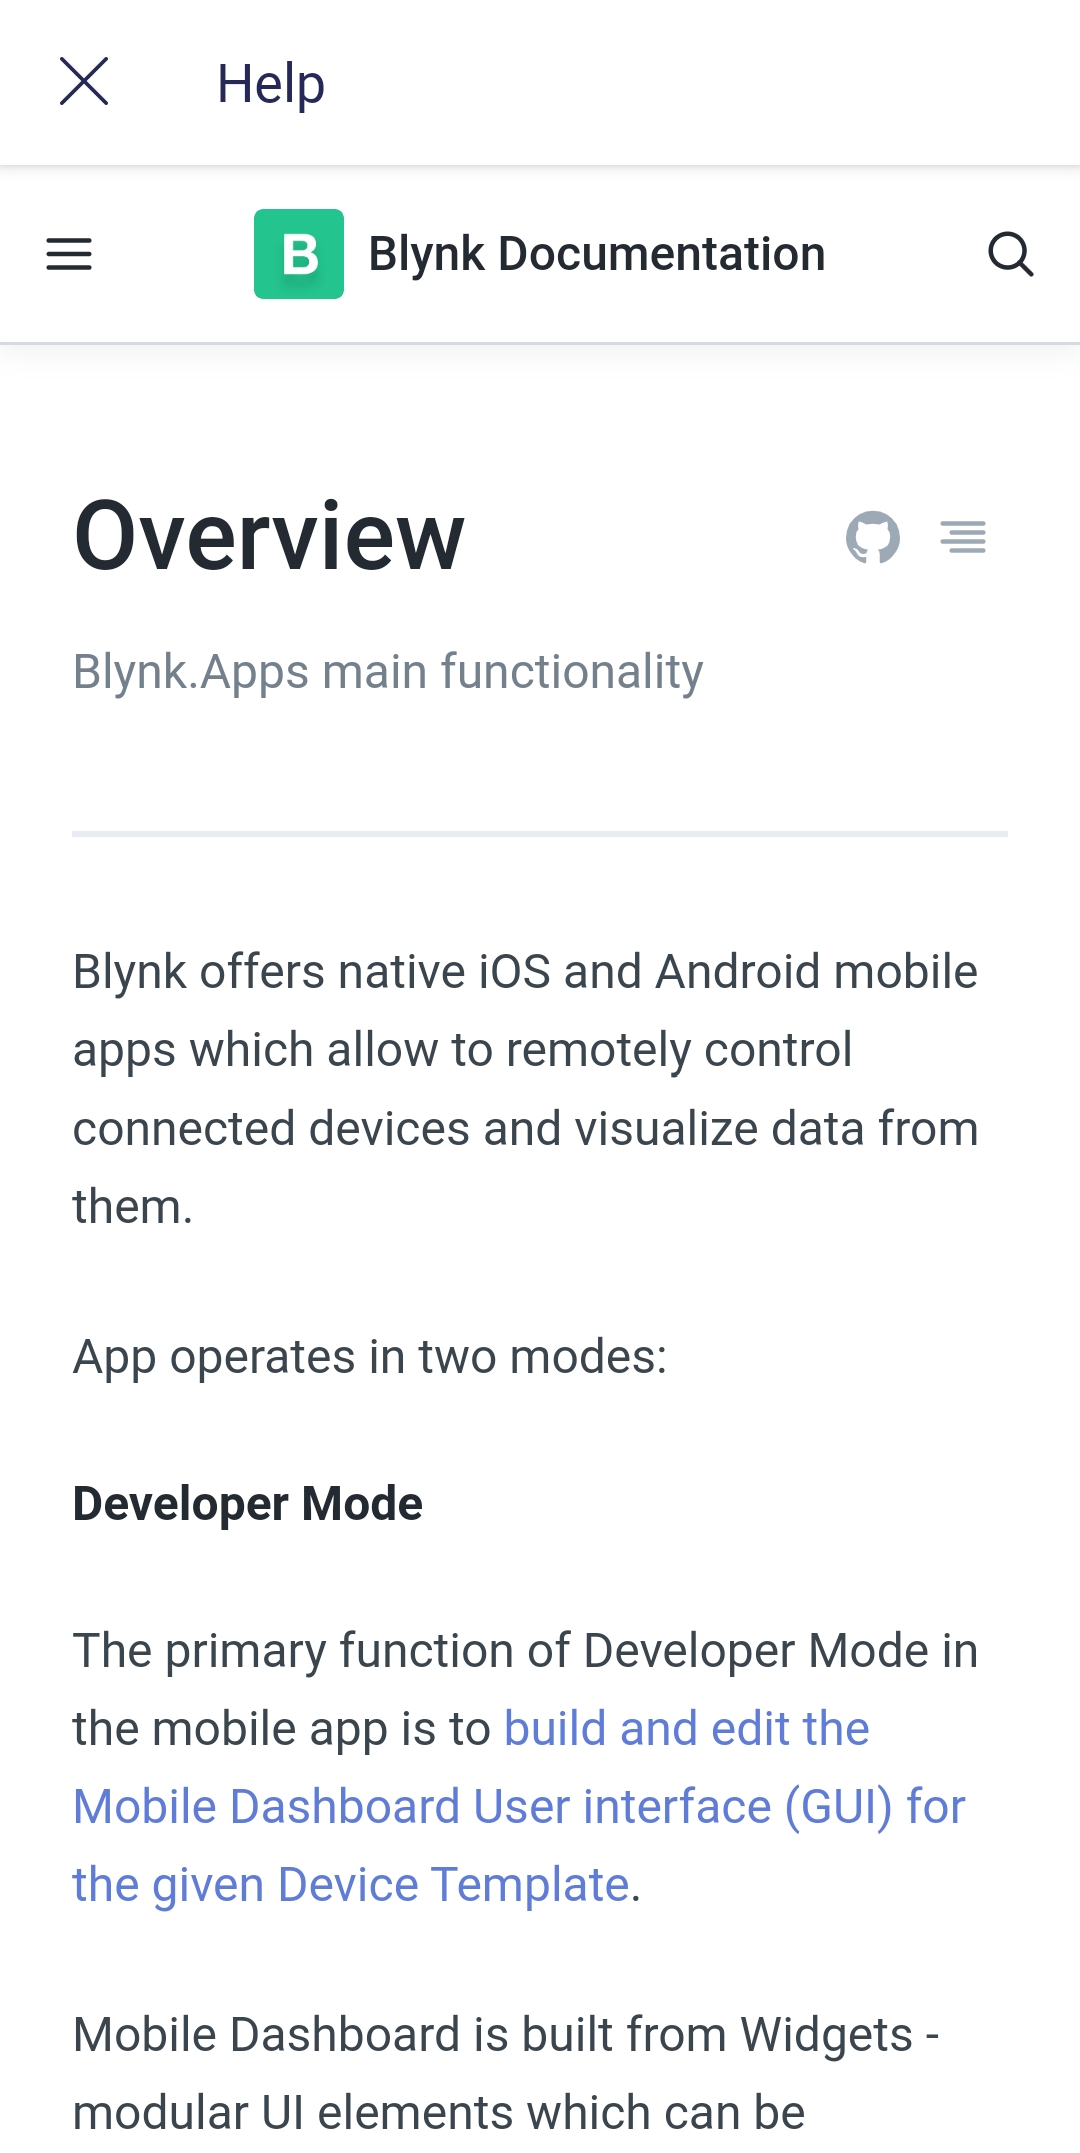 Help
B Blynk Documentation
Overview
Blynk.Apps main functionality
Blynk offers native iOS and Android mobile
apps which allow to remotely control
connected devices and visualize data from
them.
App operates in two modes:
Developer Mode
The primary function of Developer Mode in
the mobile app is to build and edit the
Mobile Dashboard User interface (GUI) for
the given Device Template.
Mobile Dashboard is built from Widgets -
modular UI elements which can be